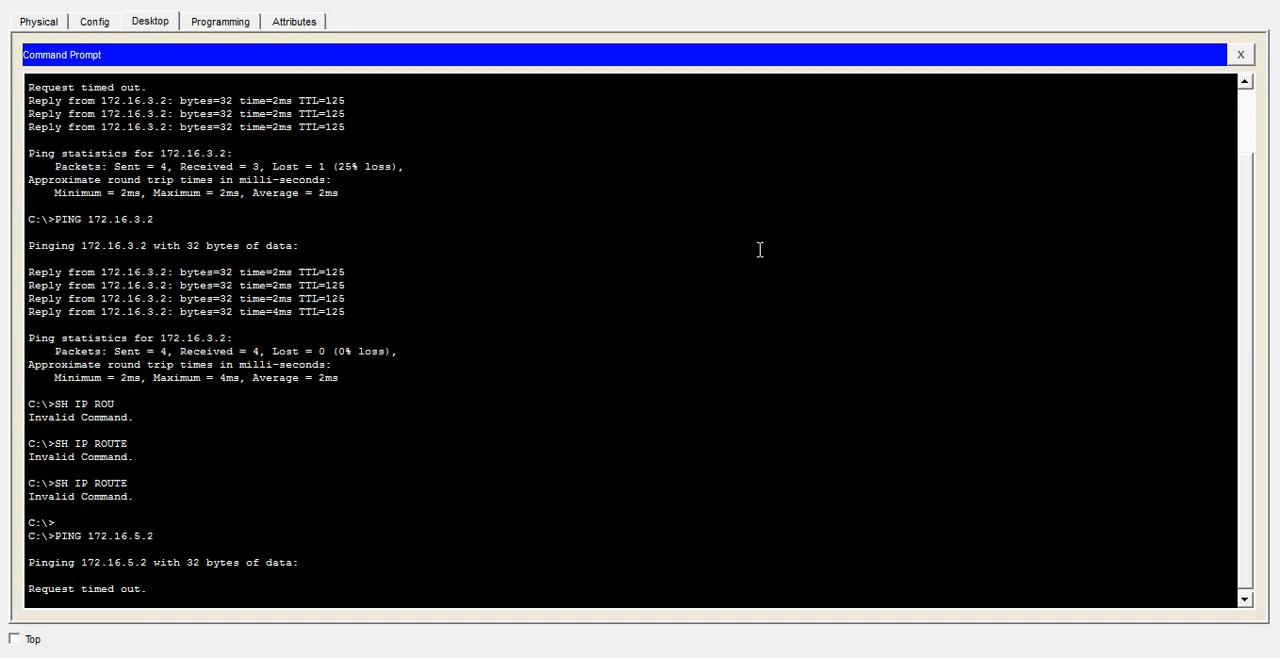 Physical Config Desktop Programming Attributes
Command Prompt X
Request timed out.
Reply from 172.16.3.2: bytes=32 time=2ms TTL=125
Reply from 172.16.3.2: bytes=32 time=2ms TTL=125
Reply from 172.16.3.2: bytes=32 time=2ms TTL=125
Ping statistics for 172.16.3.2:
Packets: Sent = 4, Received = 3, Lost = 1 (25% loss),
Approximate round trip times in milli-seconds:
Minimum = 2ms, Maximum = 2ms, Average = 2ms
C:\>PING 172.16.3.2
Pinging 172.16.3.2 with 32 bytes of data:
Reply from 172.16.3.2: bytes=32 time=2ms TTL=125
Reply from 172.16.3.2: bytes=32 time=2ms TTL=125
Reply from 172.16.3.2: bytes=32 time=2ms TTL=125
Reply from 172.16.3.2: bytes=32 time=4ms TTL=125
Ping statistics for 172.16.3.2:
Packets: Sent = 4, Received = 4, Lost = 0 (0% loss),
Approximate round trip times in milli-seconds:
Minimum = 2ms, Maximum = 4ms, Average = 2ms
C:\>SH IP ROU
Invalid Command.
C:\>SH IP ROUTE
Invalid Command.
C:\>SH IP ROUTE
Invalid Command.
C:\>
C:\>PING 172.16.5.2
Pinging 172.16.5.2 with 32 bytes of data:
Request timed out.
Top